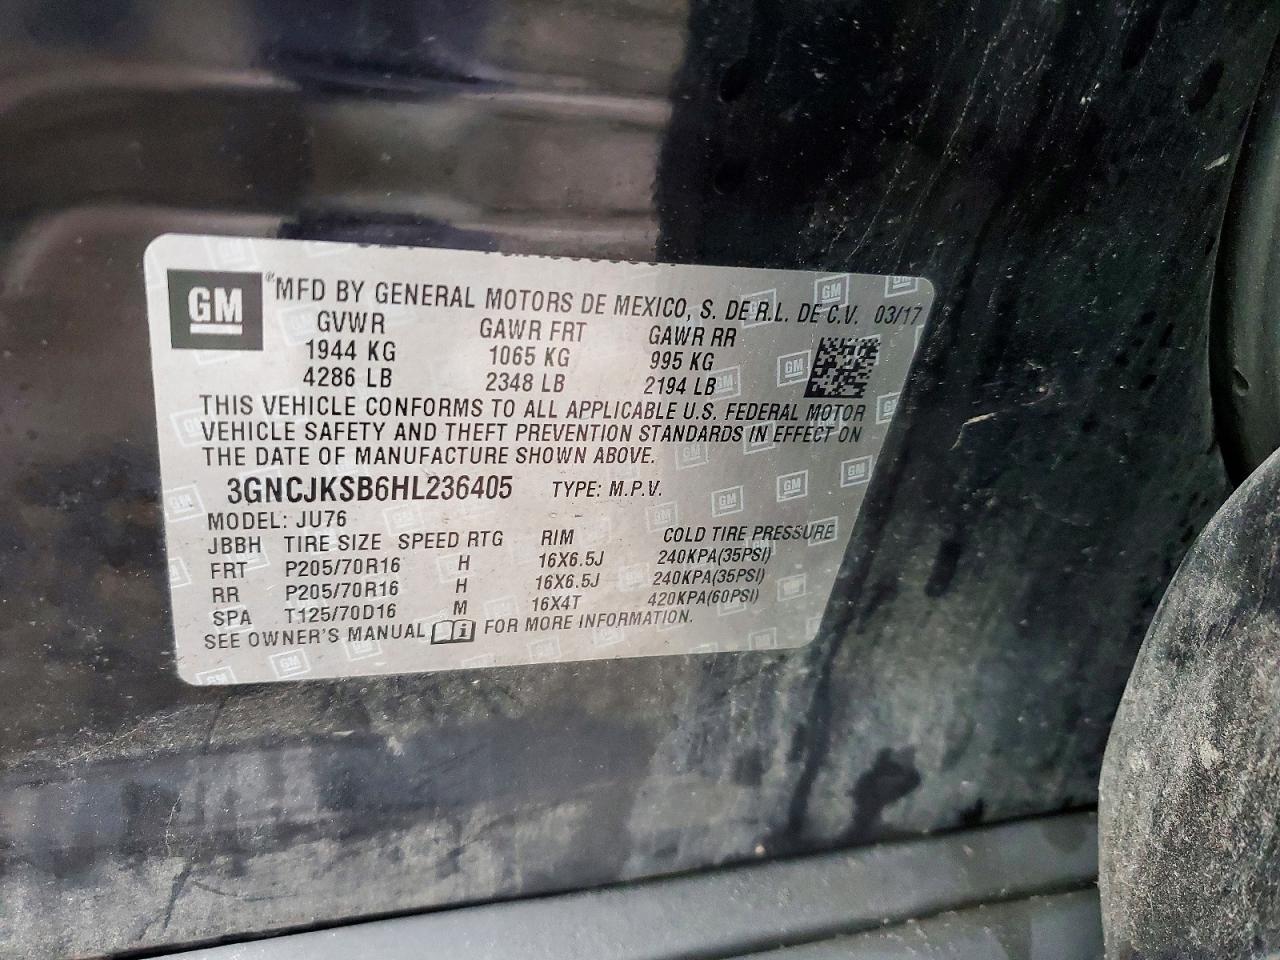 GM ® MFD BY GENERAL MOTORS DE MEXICO, S. DE R.L. DE C.V. 03/17
GVWR GAWR FRT GAWR RR
1944 KG 1065 KG 995 KG
4286 LB 2348 LB 2194 LB
THIS VEHICLE CONFORMS TO ALL APPLICABLE U.S. FEDERAL MOTOR
VEHICLE SAFETY AND THEFT PREVENTION STANDARDS IN EFFECT ON
THE DATE OF MANUFACTURE SHOWN ABOVE.
3GNCJKSB6HL236405 TYPE: M.P.V.
MODEL: JU76
JBBH TIRE SIZE SPEED RTG RIM COLD TIRE PRESSURE
FRT P205/70R16 H 16X6.5J 240KPA(35PSI)
RR P205/70R16 H 16X6.5J 240KPA(35PSI)
SPA T125/70D16 M 16X4T 420KPA(60PSI)
SEE OWNER'S MANUAL FOR MORE INFORMATION.